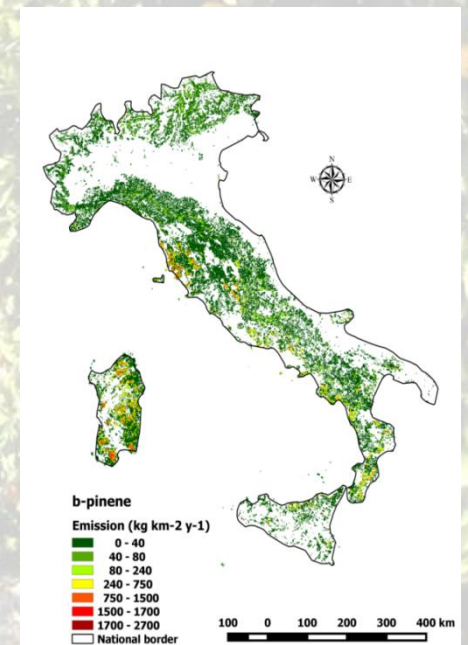 N
W E
S
b-pinene
Emission (kg km-2 y-1)
0 - 40
40 - 80
80 - 240
240 - 750
750 - 1500
1500 - 1700
1700 - 2700
National border
100 0 100 200 300 400 km